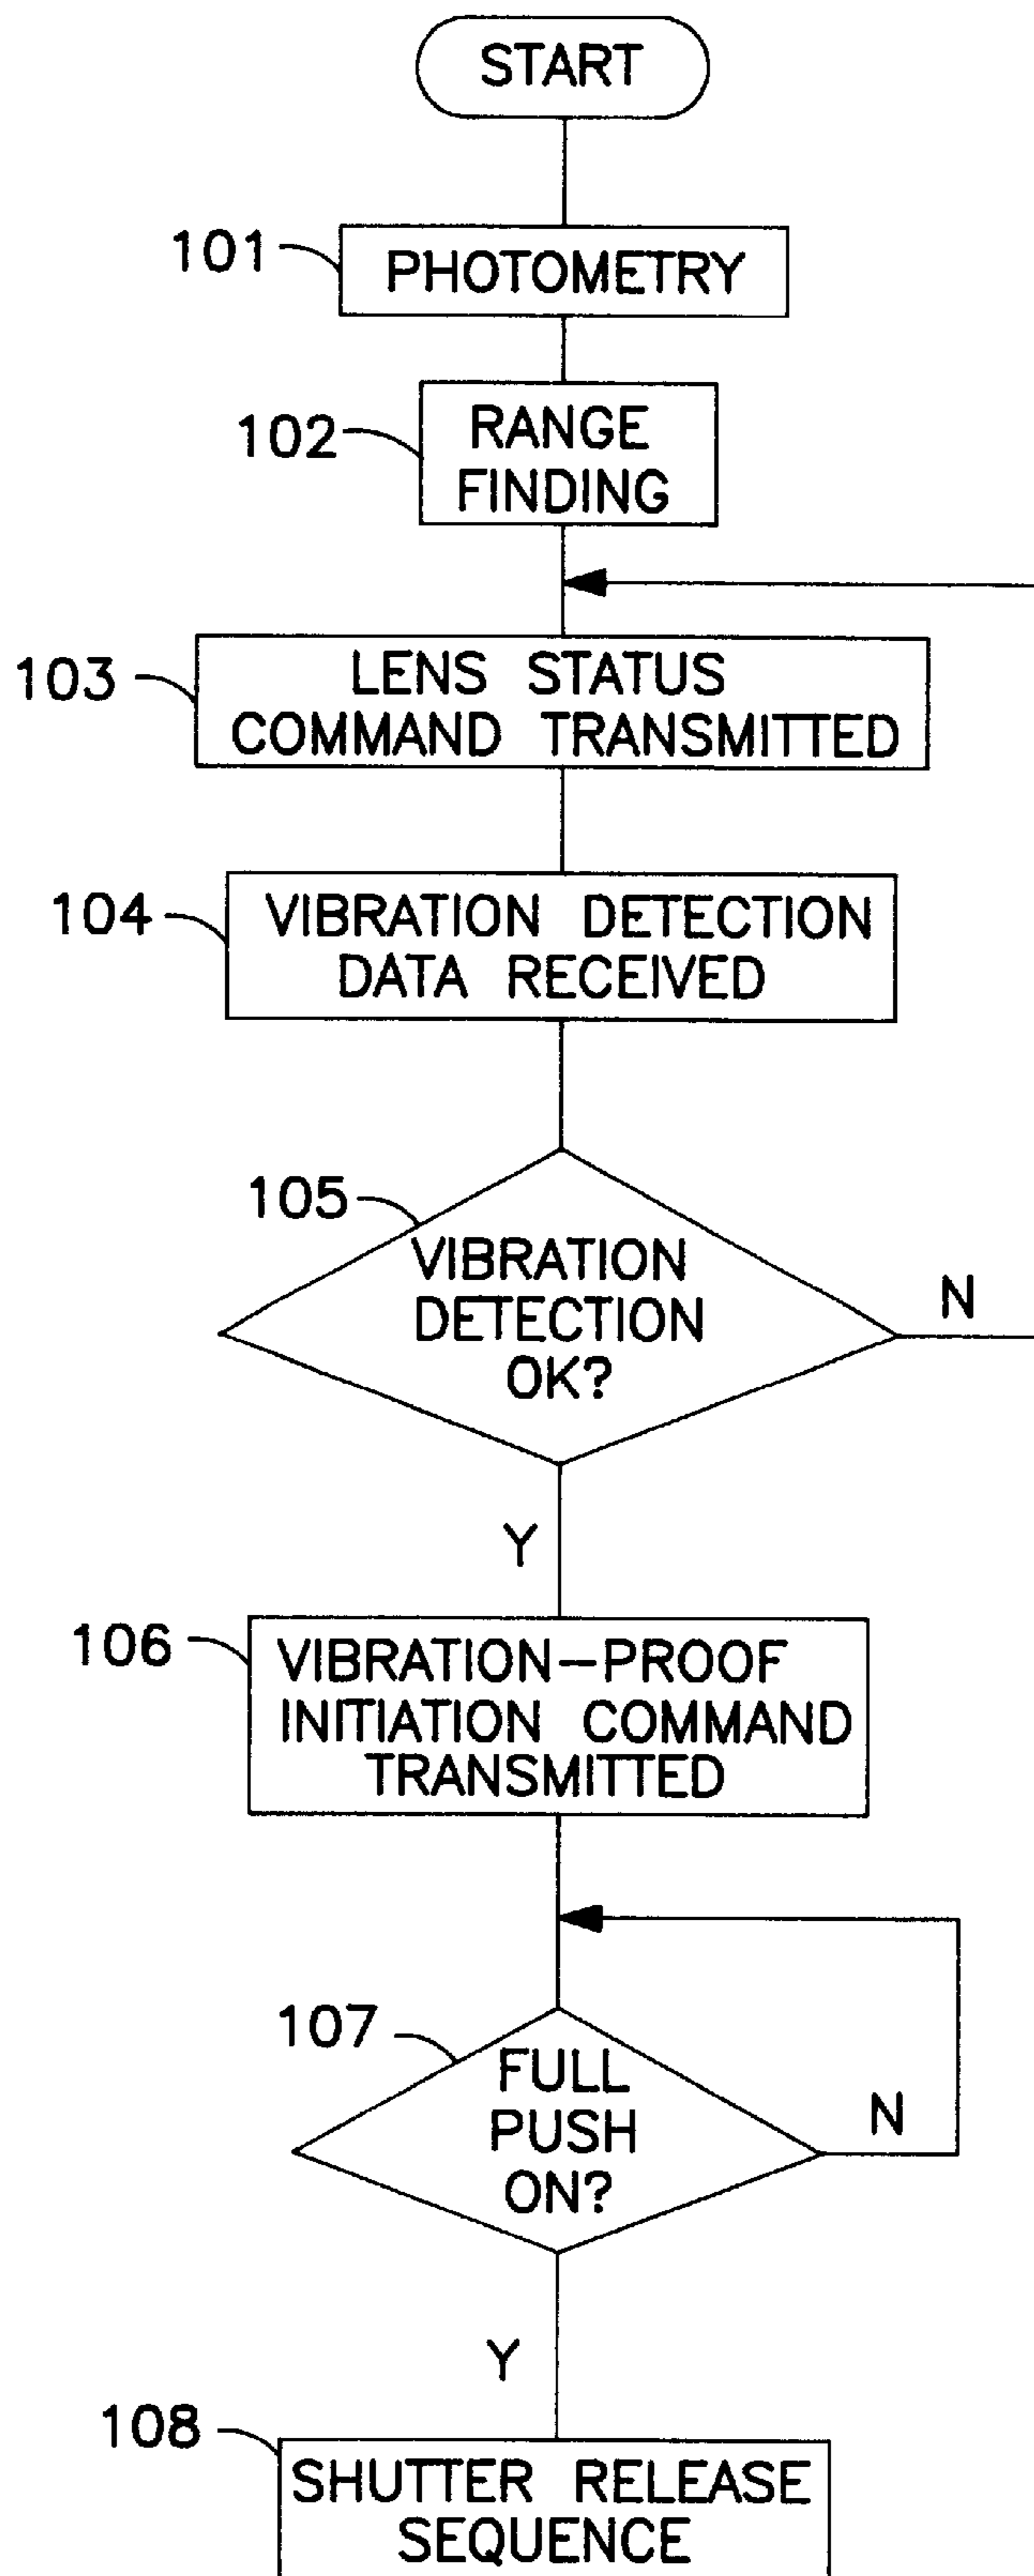 START
101
PHOTOMETRY
102
RANGE
FINDING
103
LENS STATUS
COMMAND TRANSMITTED
104
VIBRATION DETECTION
DATA RECEIVED
105
VIBRATION
DETECTION
OK?
N
Y
106
VIBRATION-PROOF
INITIATION COMMAND
TRANSMITTED
107
FULL
PUSH
ON?
N
Y
108
SHUTTER RELEASE
SEQUENCE